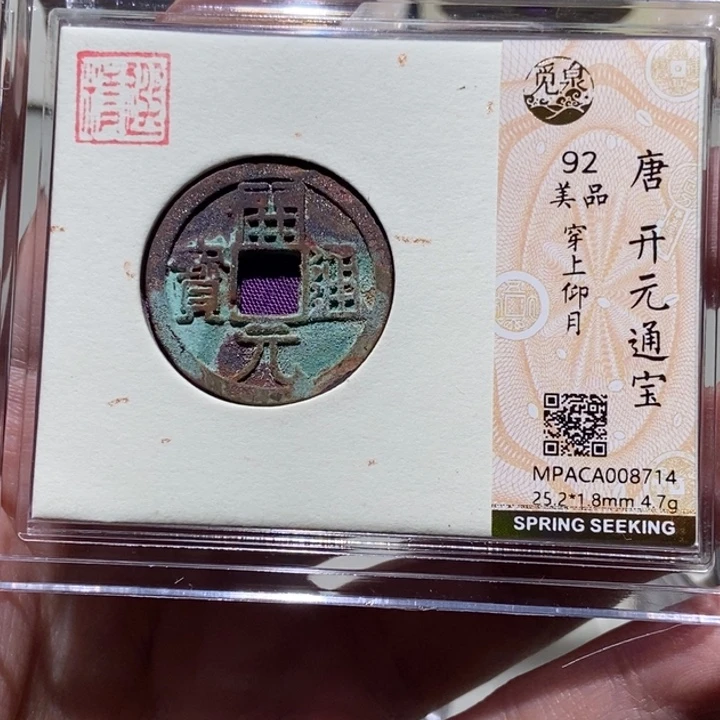 開元通寶
觅泉
唐 开元通宝
92
美品
穿上仰月
MPACA008714
25.2*1.8mm 4.7g
SPRING SEEKING